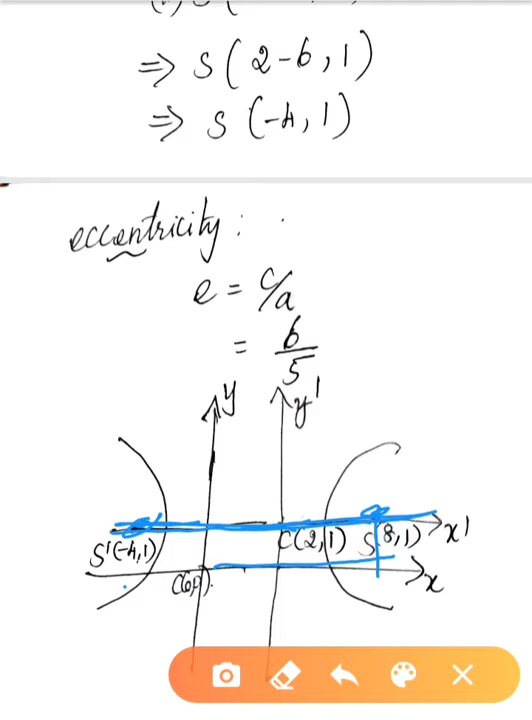 ⇒ S(2-6, 1)
⇒ S(-4, 1)
eccentricity:
e = c/a
= 6/5
y y'
S'(-4,1) C(2,1) S(8,1) x'
x